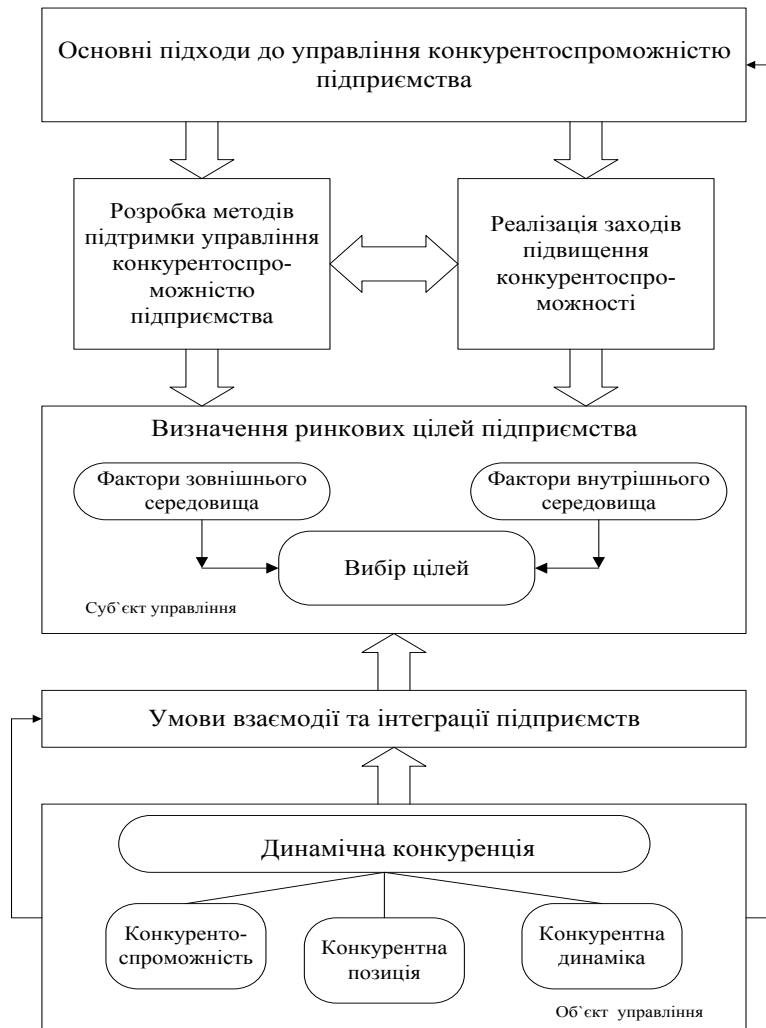 Основні підходи до управління конкурентоспроможністю
підприємства
Розробка методів
підтримки управління
конкурентоспро-
можністю
підприємства
Реалізація заходів
підвищення
конкурентоспро-
можності
Визначення ринкових цілей підприємства
Фактори зовнішнього
середовища
Фактори внутрішнього
середовища
Вибір цілей
Суб`єкт управління
Умови взаємодії та інтеграції підприємств
Динамічна конкуренція
Конкуренто-
спроможність
Конкурентна
позиція
Конкурентна
динаміка
Об`єкт управління